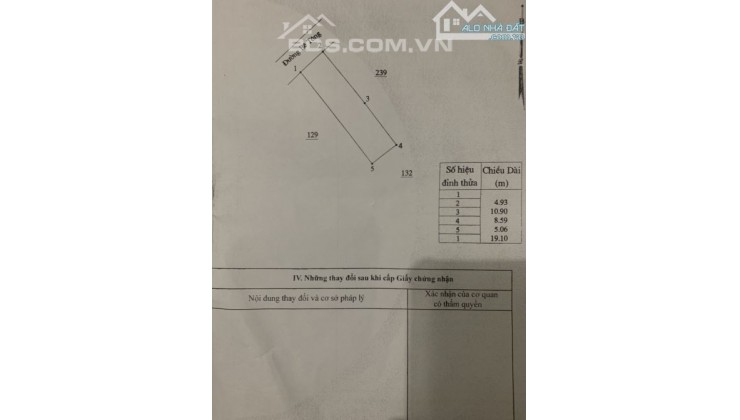 BCS.COM.VN
ALO NHA ĐẤT
Đường
1
2
239
3
129
4
5
132
Số hiệu đỉnh thửa Chiều Dài (m)
1
2 4.93
3 10.90
4 8.59
5 5.06
1 19.10
IV. Những thay đổi sau khi cấp Giấy chứng nhận
Nội dung thay đổi và cơ sở pháp lý
Xác nhận của cơ quan
có thẩm quyền